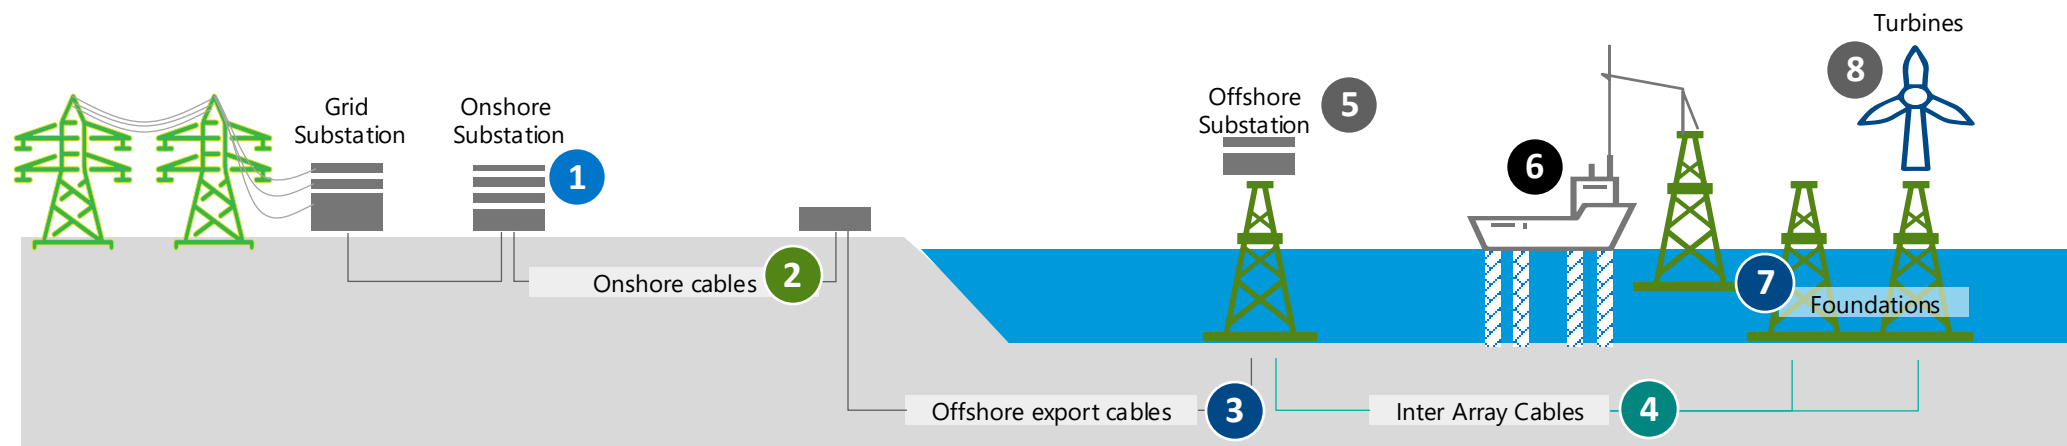 Turbines
8
Grid
Substation
Onshore
Substation
1
Offshore
Substation
5
6
Onshore cables
2
7
Foundations
Offshore export cables
3
Inter Array Cables
4